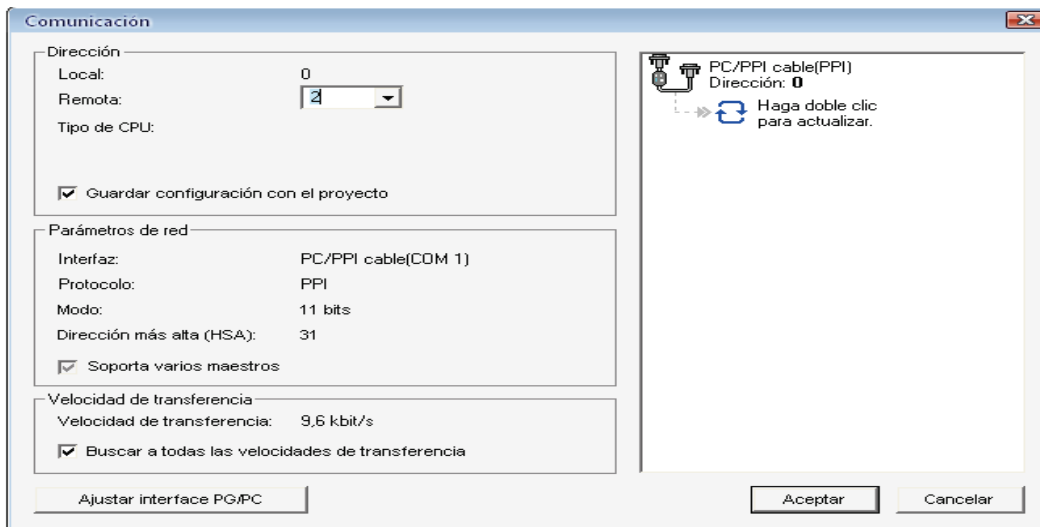 Comunicación
Dirección
Local: 0
Remota: 2
Tipo de CPU:
Guardar configuración con el proyecto
Parámetros de red
Interfaz: PC/PPI cable(COM 1)
Protocolo: PPI
Modo: 11 bits
Dirección más alta (HSA): 31
Soporta varios maestros
Velocidad de transferencia
Velocidad de transferencia: 9,6 kbit/s
Buscar a todas las velocidades de transferencia
Ajustar interface PG/PC
PC/PPI cable(PPI)
Dirección: 0
Haga doble clic
para actualizar.
Aceptar Cancelar